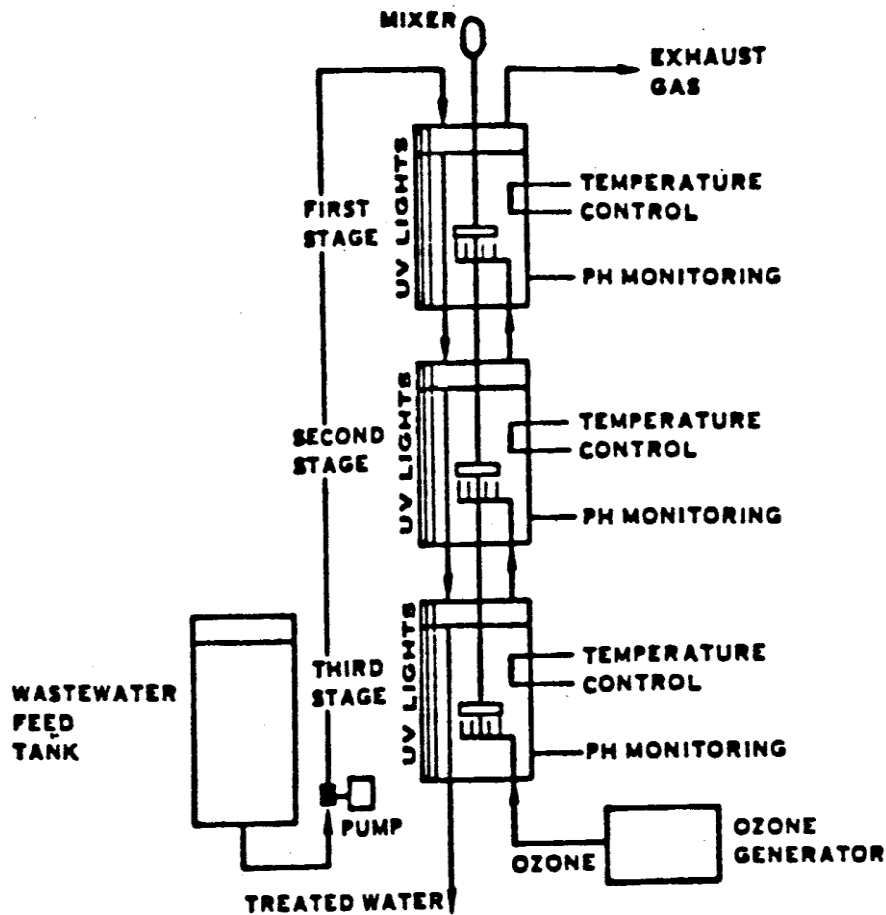 MIXER
EXHAUST
GAS
UV LIGHTS
TEMPERATURE
CONTROL
FIRST
STAGE
PH MONITORING
UV LIGHTS
TEMPERATURE
CONTROL
SECOND
STAGE
PH MONITORING
UV LIGHTS
TEMPERATURE
CONTROL
THIRD
STAGE
WASTEWATER
FEED
TANK
PH MONITORING
PUMP
OZONE
OZONE
GENERATOR
TREATED WATER